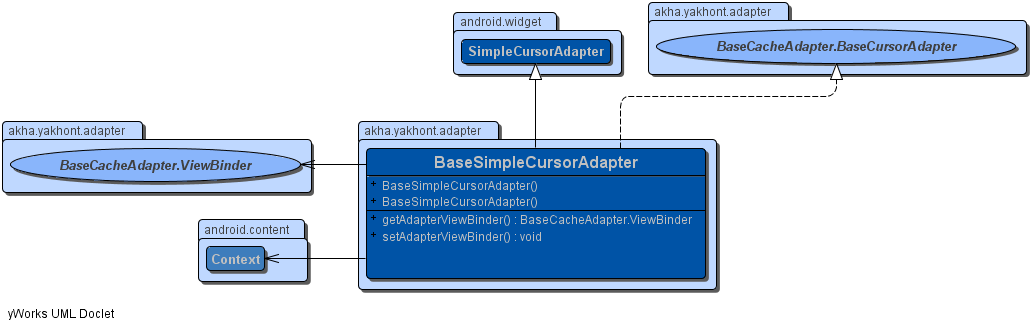 android.widget
SimpleCursorAdapter
akha.yakhont.adapter
BaseCacheAdapter.BaseCursorAdapter
akha.yakhont.adapter
BaseCacheAdapter.ViewBinder
akha.yakhont.adapter
BaseSimpleCursorAdapter
+ BaseSimpleCursorAdapter()
+ BaseSimpleCursorAdapter()
+ getAdapterViewBinder() : BaseCacheAdapter.ViewBinder
+ setAdapterViewBinder() : void
android.content
Context
yWorks UML Doclet